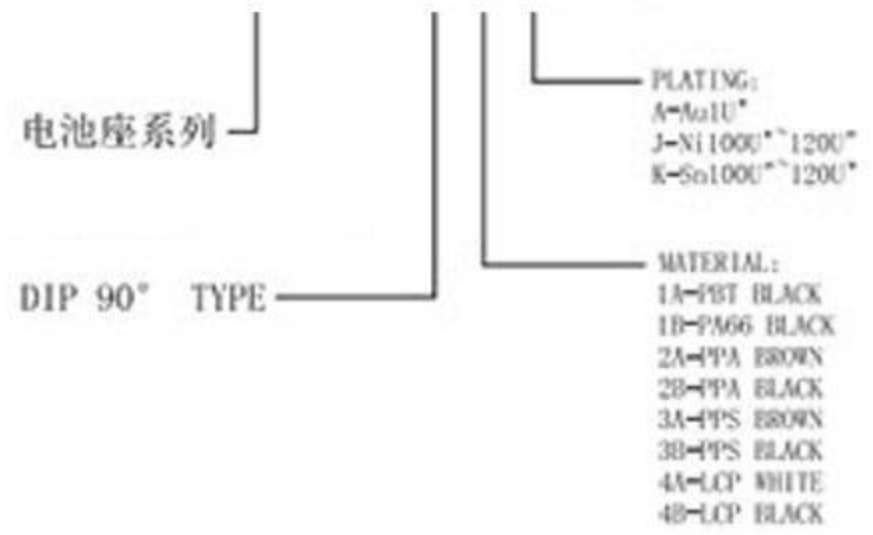 电池座系列
PLATING:
A-Au1U"
J-Ni100U"~120U"
K-Sn100U"~120U"
DIP 90° TYPE
MATERIAL:
1A-PBT BLACK
1B-PA66 BLACK
2A-PPA BROWN
2B-PPA BLACK
3A-PPS BROWN
3B-PPS BLACK
4A-LCP WHITE
4B-LCP BLACK